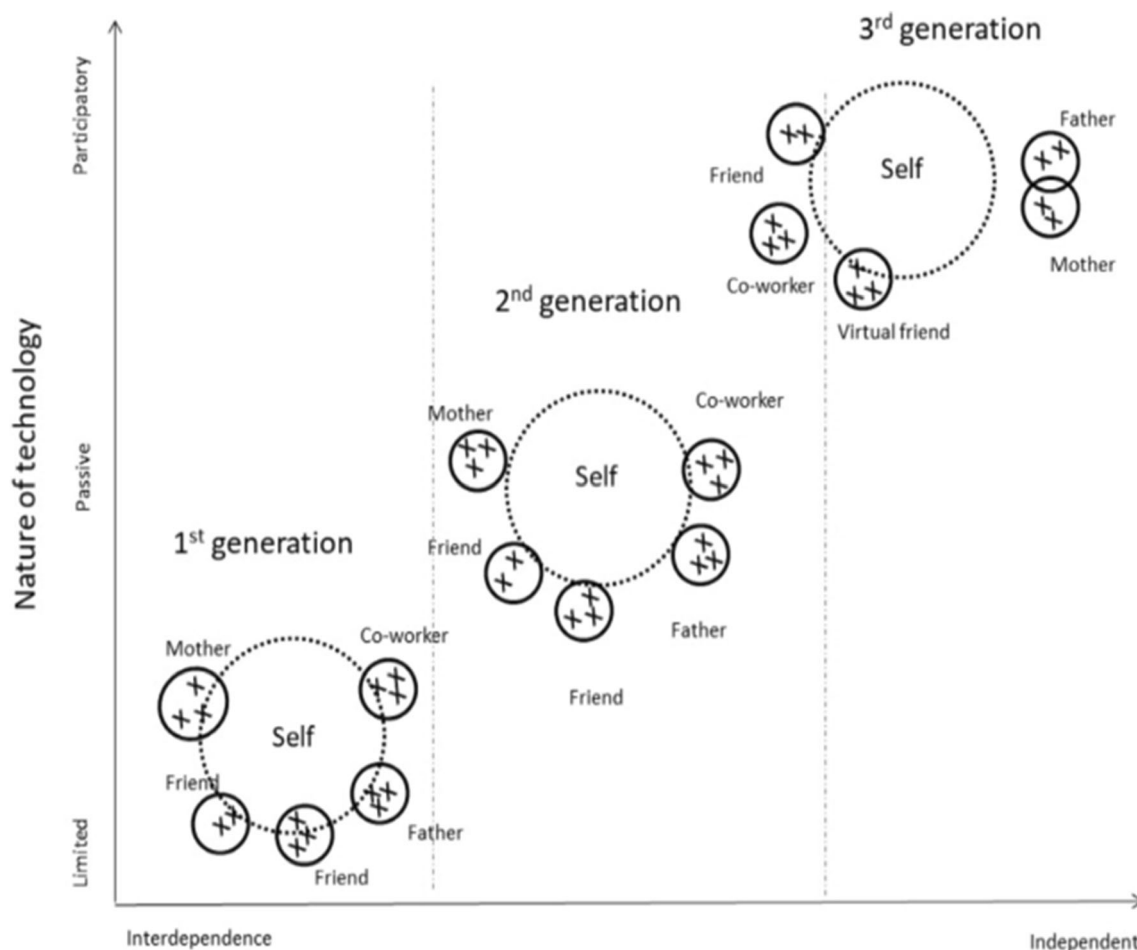 3rd generation
Participatory
Father
Self
Friend
Mother
Co-worker
Virtual friend
2nd generation
Nature of technology
Passive
Mother
Co-worker
Self
Friend
Father
Friend
1st generation
Mother
Co-worker
Self
Friend
Father
Friend
Limited
Interdependence
Independent